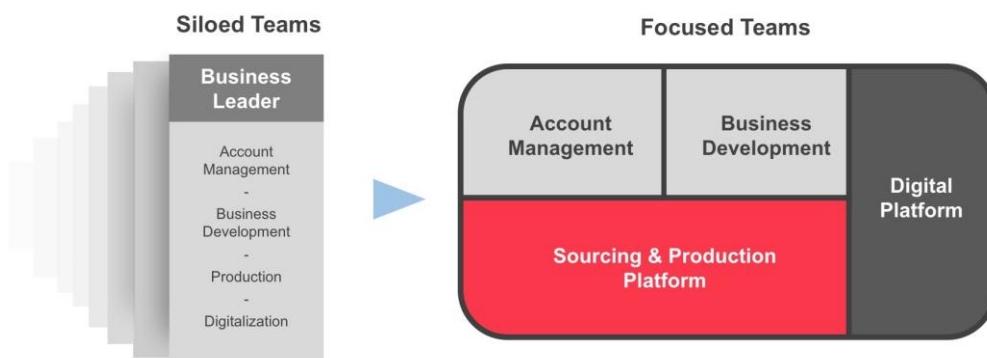 Siloed Teams
Business
Leader
Account
Management
-
Business
Development
-
Production
-
Digitalization
Focused Teams
Account
Management
Business
Development
Digital
Platform
Sourcing & Production
Platform